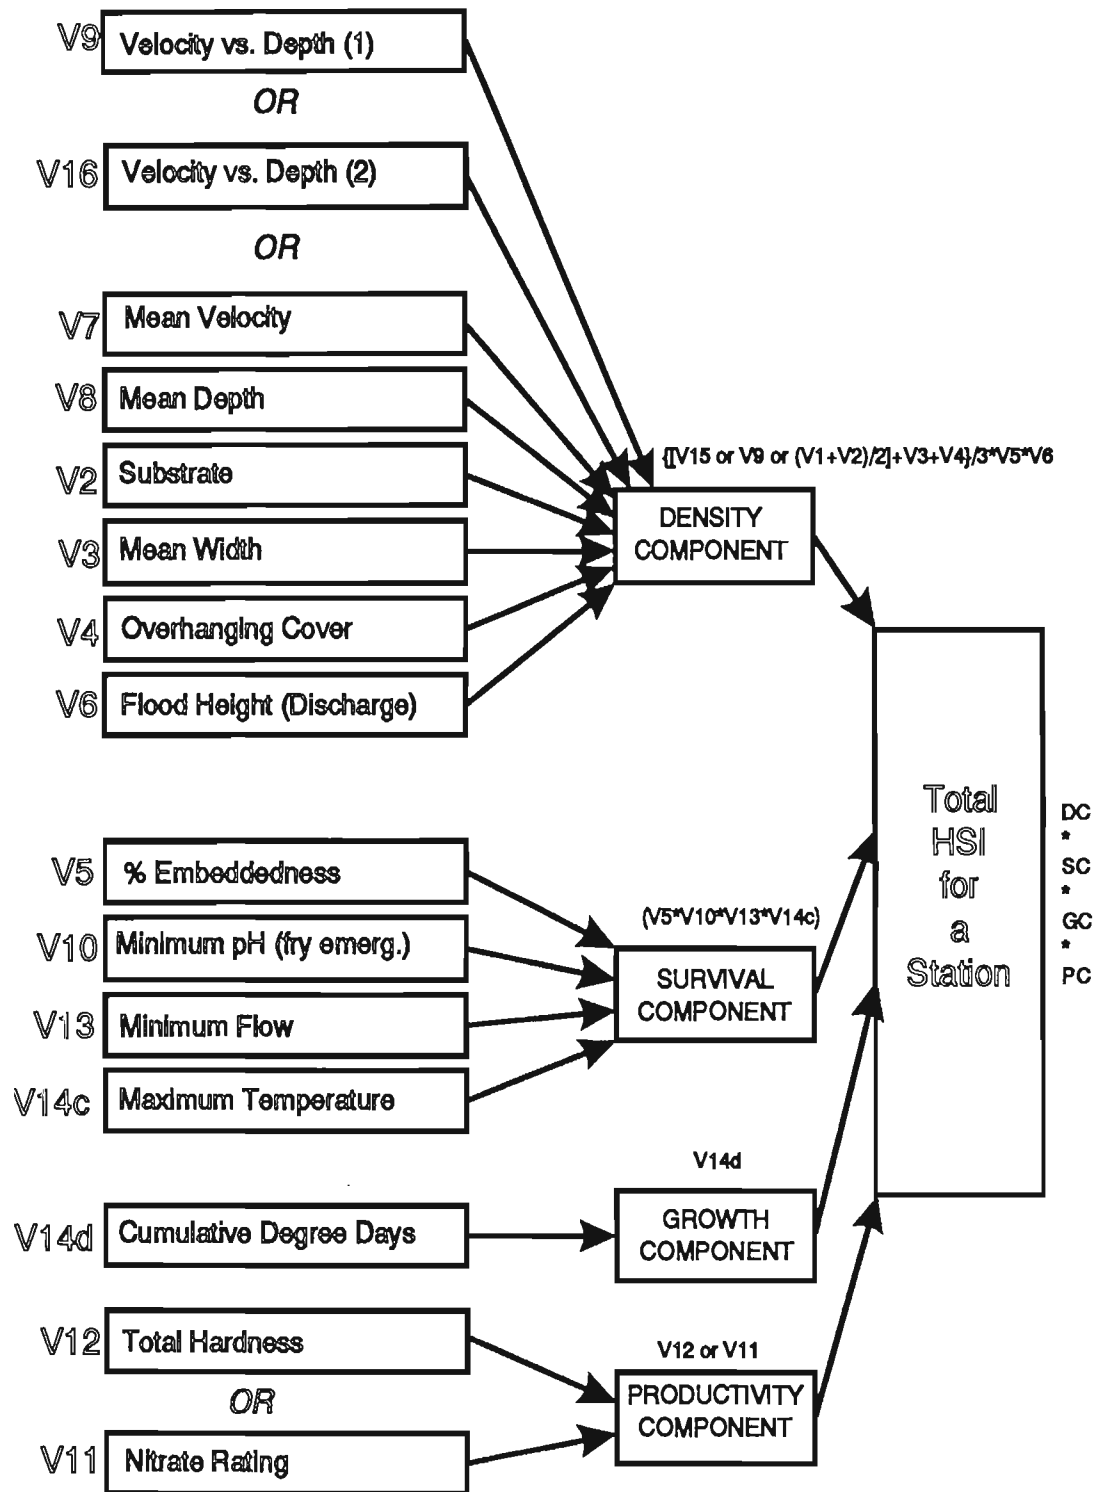 V9 Velocity vs. Depth (1)
OR
V16 Velocity vs. Depth (2)
OR
V7 Mean Velocity
V8 Mean Depth
V2 Substrate
V3 Mean Width
V4 Overhanging Cover
V6 Flood Height (Discharge)
{[V15 or V9 or (V1+V2)/2]+V3+V4}/3*V5*V6
DENSITY
COMPONENT
V5 % Embeddedness
V10 Minimum pH (fry emerg.)
V13 Minimum Flow
V14c Maximum Temperature
(V5*V10*V13*V14c)
SURVIVAL
COMPONENT
V14d Cumulative Degree Days
V14d
GROWTH
COMPONENT
V12 Total Hardness
OR
V11 Nitrate Rating
V12 or V11
PRODUCTIVITY
COMPONENT
Total
HSI
for
a
Station
DC
*
SC
*
GC
*
PC